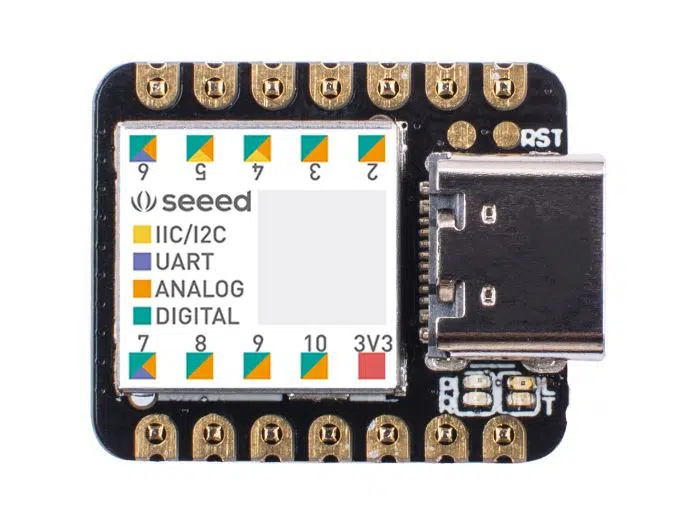 RST
6 5 4 3 2
seeed
IIC/I2C
UART
ANALOG
DIGITAL
7 8 9 10 3V3
L
T